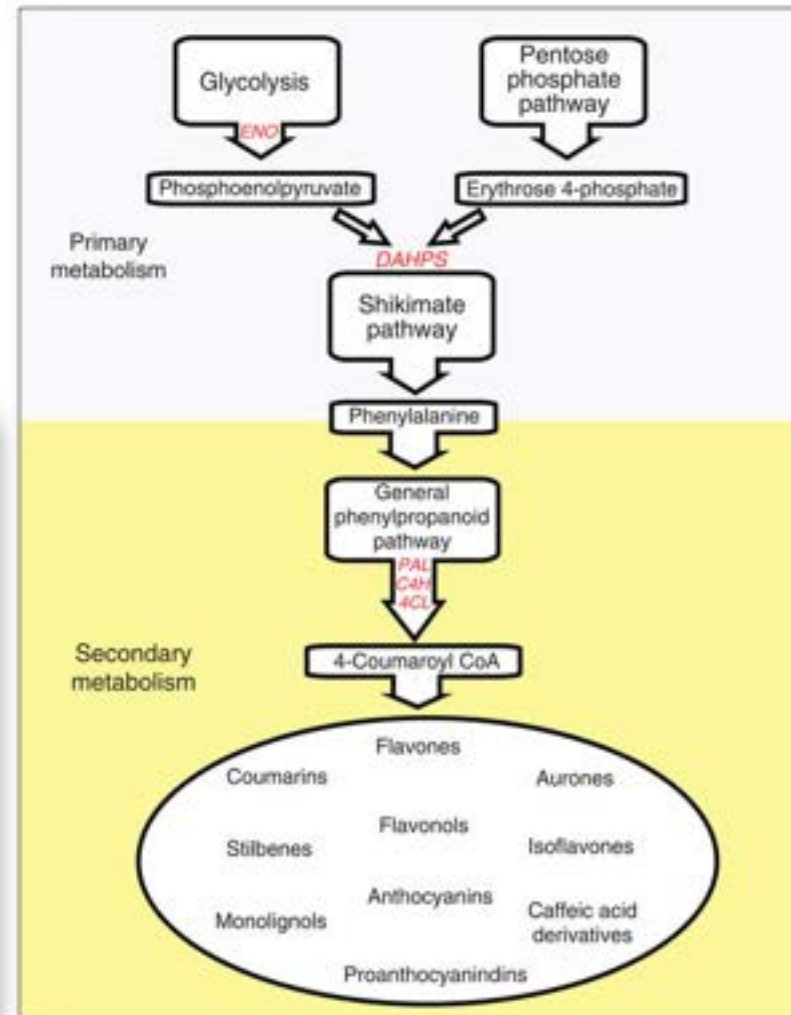 Glycolysis
ENO
Pentose
phosphate
pathway
Phosphoenolpyruvate
Erythrose 4-phosphate
Primary
metabolism
DAHPS
Shikimate
pathway
Phenylalanine
General
phenylpropanoid
pathway
PAL
C4H
4CL
Secondary
metabolism
4-Coumaroyl CoA
Flavones
Coumarins
Aurones
Flavonols
Stilbenes
Isoflavones
Anthocyanins
Monolignols
Caffeic acid
derivatives
Proanthocyanindins